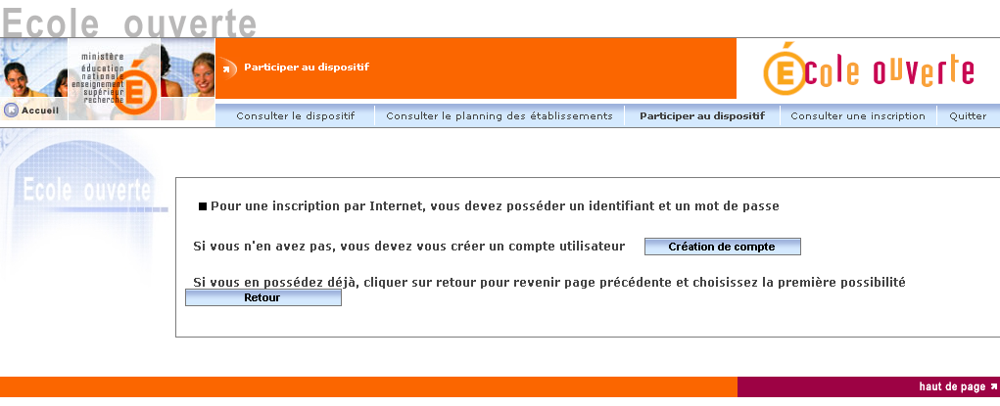 Ecole ouverte
ministère
éducation
nationale
enseignement
supérieur
recherche
Accueil
Participer au dispositif
École ouverte
Consulter le dispositif
Consulter le planning des établissements
Participer au dispositif
Consulter une inscription
Quitter
Ecole ouverte
Pour une inscription par Internet, vous devez posséder un identifiant et un mot de passe
Si vous n'en avez pas, vous devez vous créer un compte utilisateur
Création de compte
Si vous en possédez déjà, cliquer sur retour pour revenir page précédente et choisissez la première possibilité
Retour
haut de page